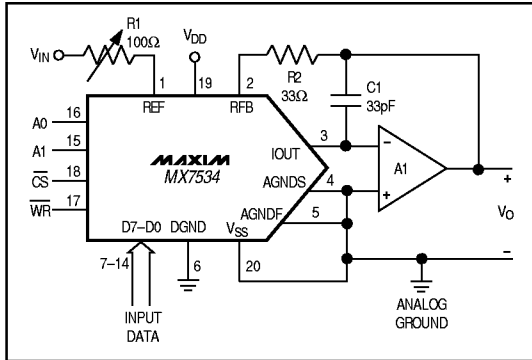 R1
VIN
100Ω
VDD
R2
33Ω
C1
33pF
1
19
2
REF
RFB
16
A0
15
A1
18
CS
17
WR
MAXIM
MX7534
IOUT
3
AGNDS
4
AGNDF
5
A1
−
+
+
VO
−
D7–D0
DGND
VSS
7–14
6
20
INPUT
DATA
ANALOG
GROUND